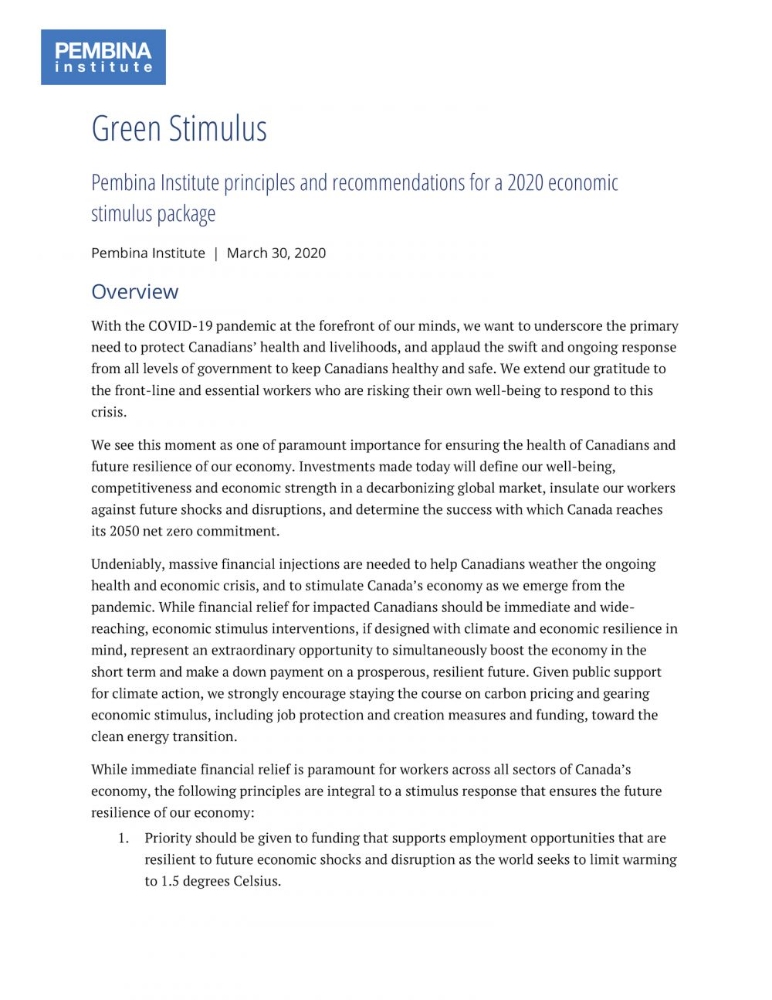 PEMBINA
institute
Green Stimulus
Pembina Institute principles and recommendations for a 2020 economic
stimulus package
Pembina Institute | March 30, 2020
Overview
With the COVID-19 pandemic at the forefront of our minds, we want to underscore the primary
need to protect Canadians’ health and livelihoods, and applaud the swift and ongoing response
from all levels of government to keep Canadians healthy and safe. We extend our gratitude to
the front-line and essential workers who are risking their own well-being to respond to this
crisis.
We see this moment as one of paramount importance for ensuring the health of Canadians and
future resilience of our economy. Investments made today will define our well-being,
competitiveness and economic strength in a decarbonizing global market, insulate our workers
against future shocks and disruptions, and determine the success with which Canada reaches
its 2050 net zero commitment.
Undeniably, massive financial injections are needed to help Canadians weather the ongoing
health and economic crisis, and to stimulate Canada’s economy as we emerge from the
pandemic. While financial relief for impacted Canadians should be immediate and wide-
reaching, economic stimulus interventions, if designed with climate and economic resilience in
mind, represent an extraordinary opportunity to simultaneously boost the economy in the
short term and make a down payment on a prosperous, resilient future. Given public support
for climate action, we strongly encourage staying the course on carbon pricing and gearing
economic stimulus, including job protection and creation measures and funding, toward the
clean energy transition.
While immediate financial relief is paramount for workers across all sectors of Canada’s
economy, the following principles are integral to a stimulus response that ensures the future
resilience of our economy:
1. Priority should be given to funding that supports employment opportunities that are
resilient to future economic shocks and disruption as the world seeks to limit warming
to 1.5 degrees Celsius.